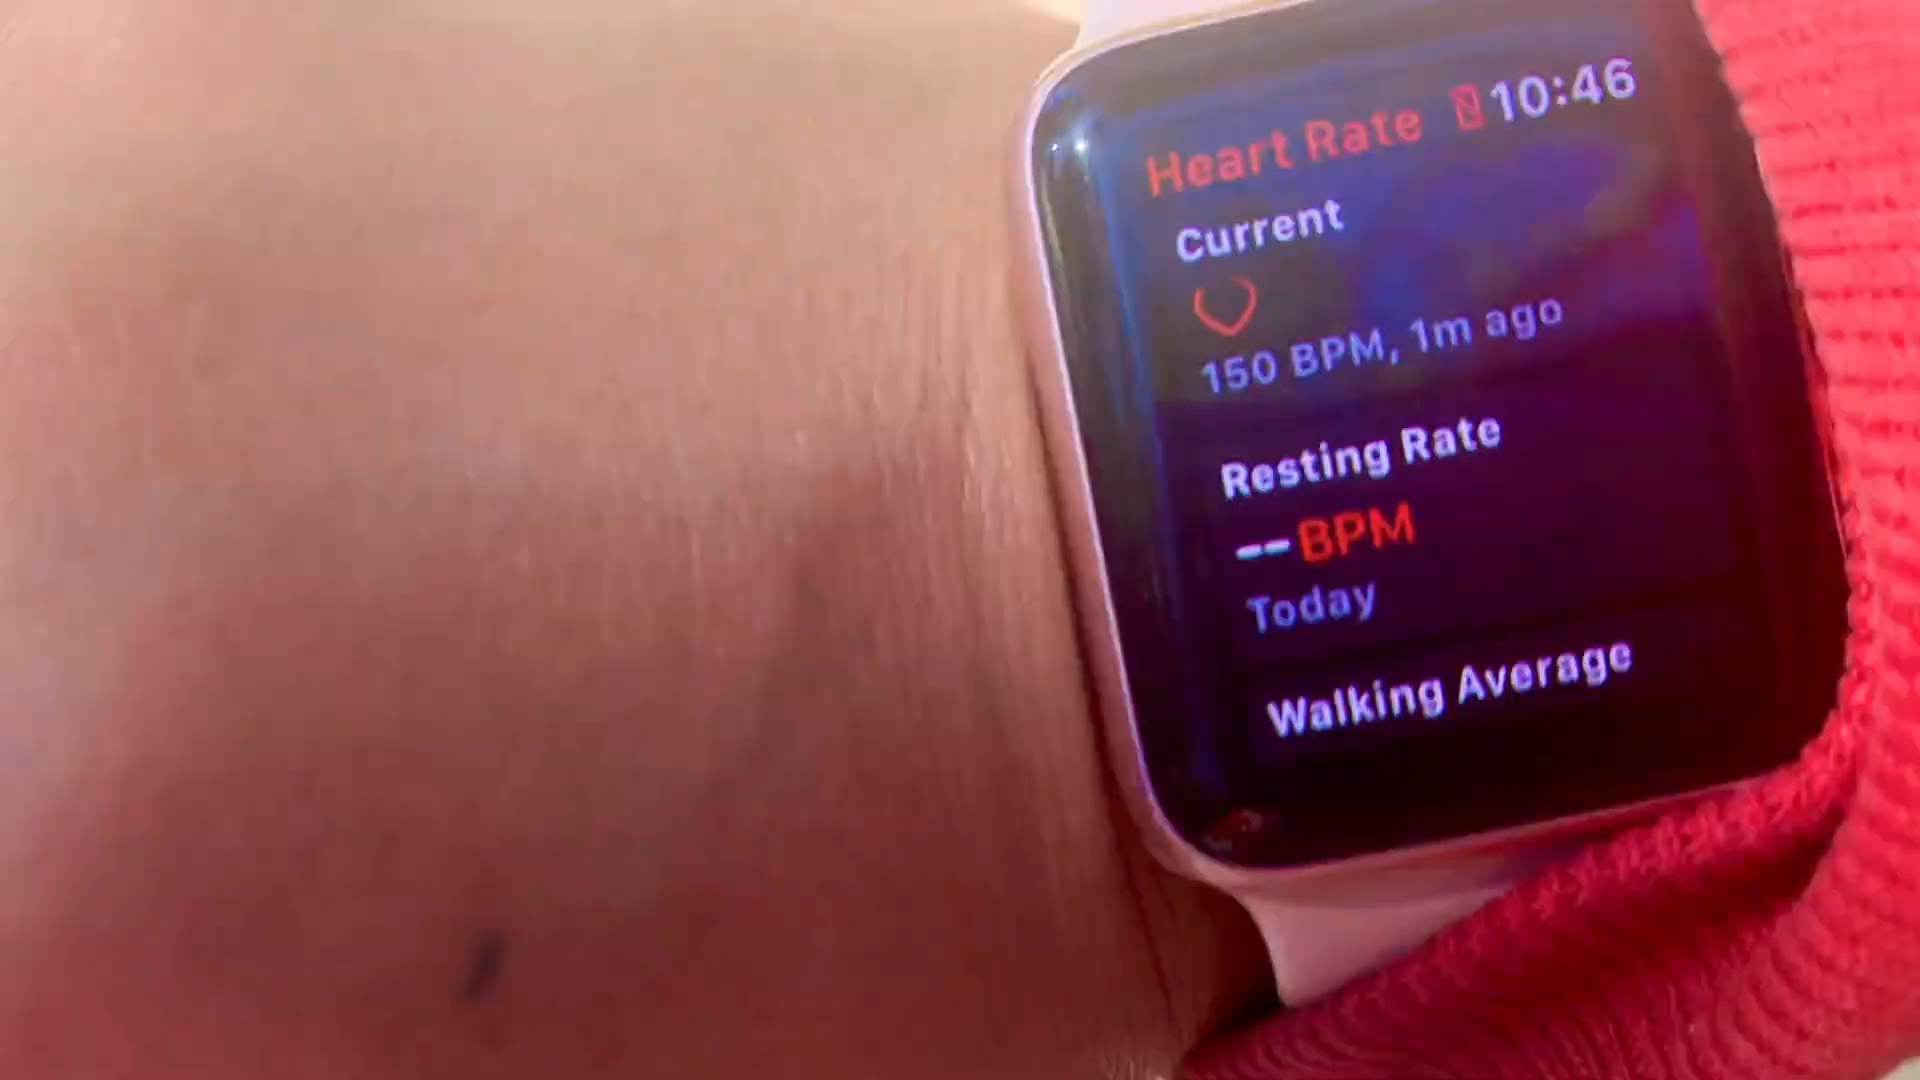 Heart Rate 10:46
Current
150 BPM, 1m ago
Resting Rate
--BPM
Today
Walking Average